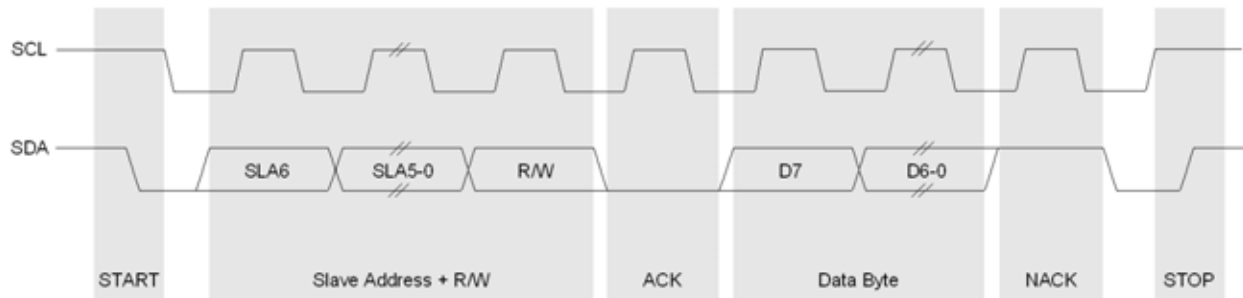 SCL
SDA
SLA6 SLA5-0 R/W D7 D6-0
START Slave Address + R/W ACK Data Byte NACK STOP